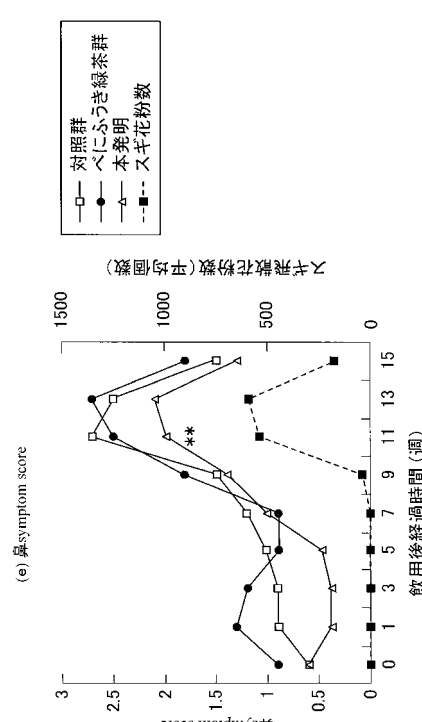 (e) 鼻symptom score
3
2.5
2
1.5
1
0.5
0
1500
1000
500
0
スギ飛散花粉数(平均個数)
**
0 1 3 5 7 9 11 13 15
飲用後経過時間(週)
対照群
べにふうき緑茶群
本発明
スギ花粉数